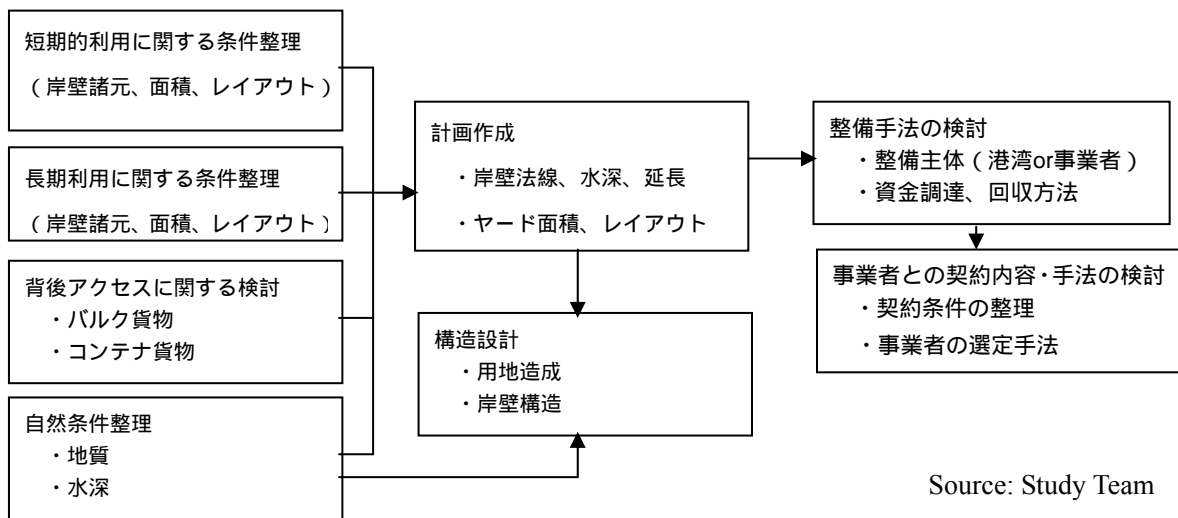 短期的利用に関する条件整理
（岸壁諸元、面積、レイアウト）
長期利用に関する条件整理
（岸壁諸元、面積、レイアウト）
背後アクセスに関する検討
・バルク貨物
・コンテナ貨物
自然条件整理
・地質
・水深
計画作成
・岸壁法線、水深、延長
・ヤード面積、レイアウト
構造設計
・用地造成
・岸壁構造
整備手法の検討
・整備主体（港湾or事業者）
・資金調達、回収方法
事業者との契約内容・手法の検討
・契約条件の整理
・事業者の選定手法
Source: Study Team